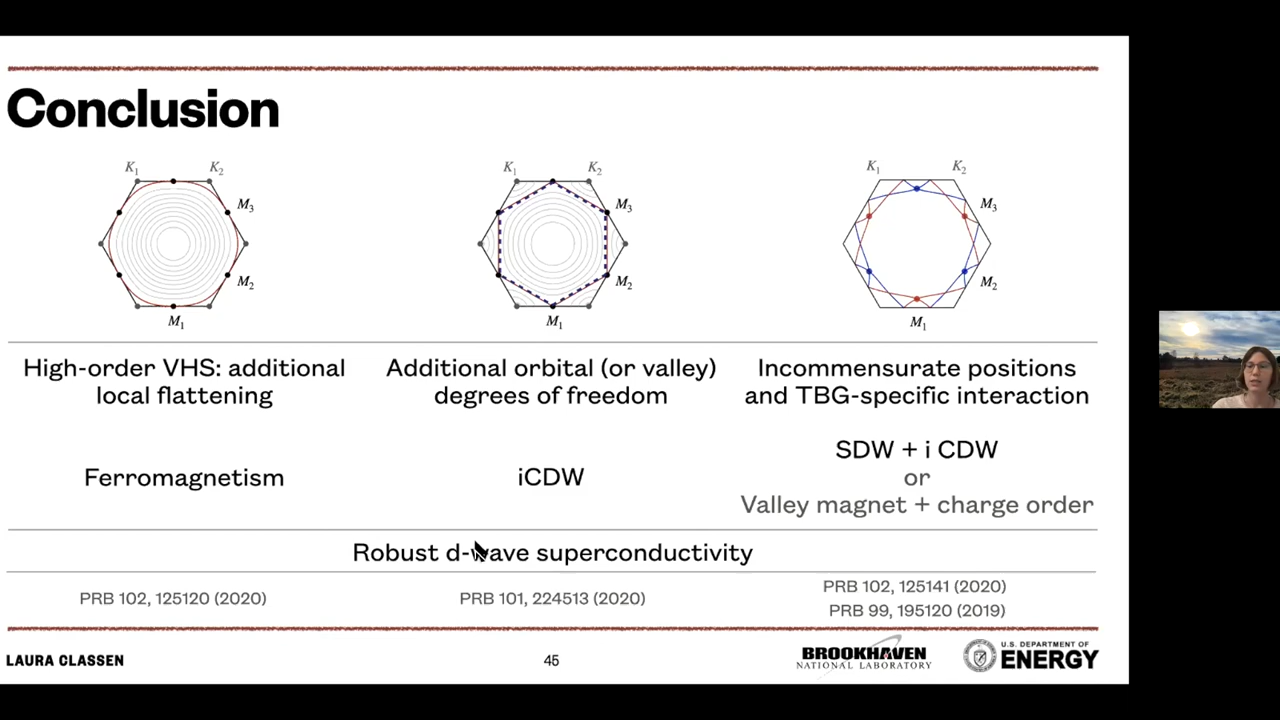 Conclusion
K1 K2
M3
M2
M1
K1 K2
M3
M2
M1
K1 K2
M3
M2
M1
High-order VHS: additional
local flattening
Additional orbital (or valley)
degrees of freedom
Incommensurate positions
and TBG-specific interaction
Ferromagnetism
iCDW
SDW + i CDW
or
Valley magnet + charge order
Robust d-wave superconductivity
PRB 102, 125120 (2020)
PRB 101, 224513 (2020)
PRB 102, 125141 (2020)
PRB 99, 195120 (2019)
LAURA CLASSEN
45
BROOKHAVEN
NATIONAL LABORATORY
U.S. DEPARTMENT OF
ENERGY